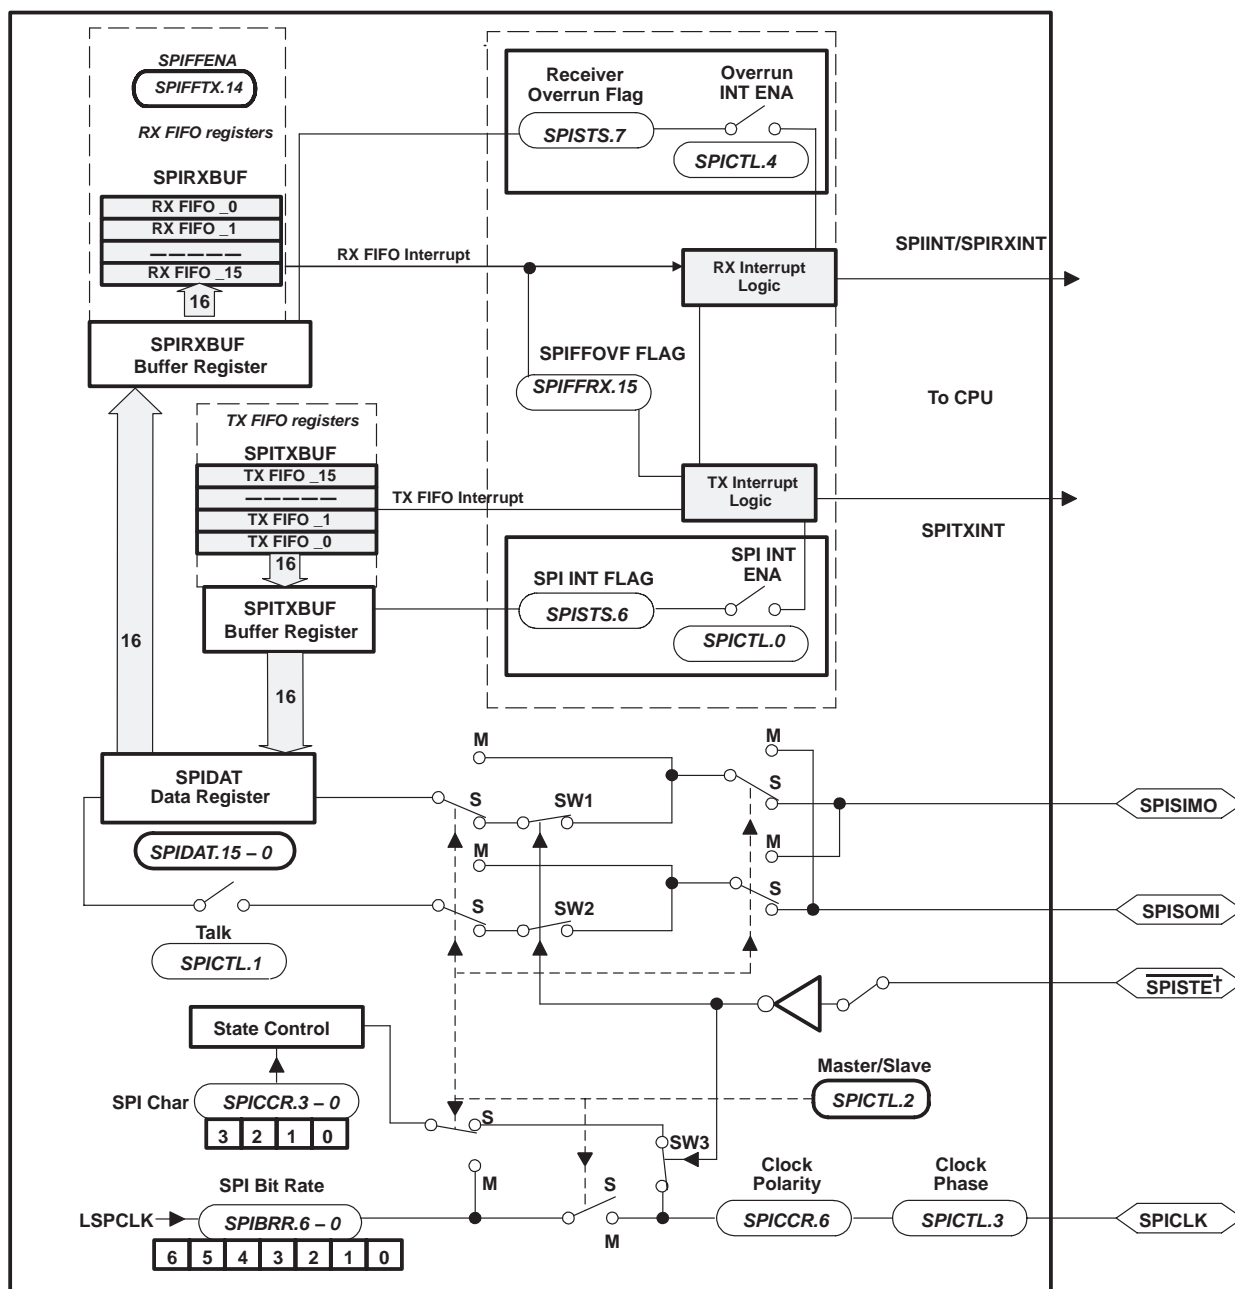 SPIFFENA
SPIFFTX.14
RX FIFO registers
SPIRXBUF
RX FIFO _0
RX FIFO _1
— — — — —
RX FIFO _15
16
SPIRXBUF
Buffer Register
Receiver
Overrun Flag
SPISTS.7
Overrun
INT ENA
SPICTL.4
RX FIFO Interrupt
RX Interrupt
Logic
SPIINT/SPIRXINT
SPIFFOVF FLAG
SPIFFRX.15
To CPU
TX FIFO registers
SPITXBUF
TX FIFO _15
— — — — —
TX FIFO _1
TX FIFO _0
16
TX FIFO Interrupt
TX Interrupt
Logic
SPITXINT
SPITXBUF
Buffer Register
SPI INT FLAG
SPISTS.6
SPI INT
ENA
SPICTL.0
16
16
SPIDAT
Data Register
SPIDAT.15 – 0
M
S
SW1
M
S
SPISIMO
M
S
SW2
M
S
SPISOMI
Talk
SPICTL.1
SPISTE†
State Control
Master/Slave
SPICTL.2
SPI Char
SPICCR.3 – 0
3 2 1 0
S
M
SW3
S
M
SPI Bit Rate
LSPCLK
SPIBRR.6 – 0
6 5 4 3 2 1 0
Clock
Polarity
SPICCR.6
Clock
Phase
SPICTL.3
SPICLK